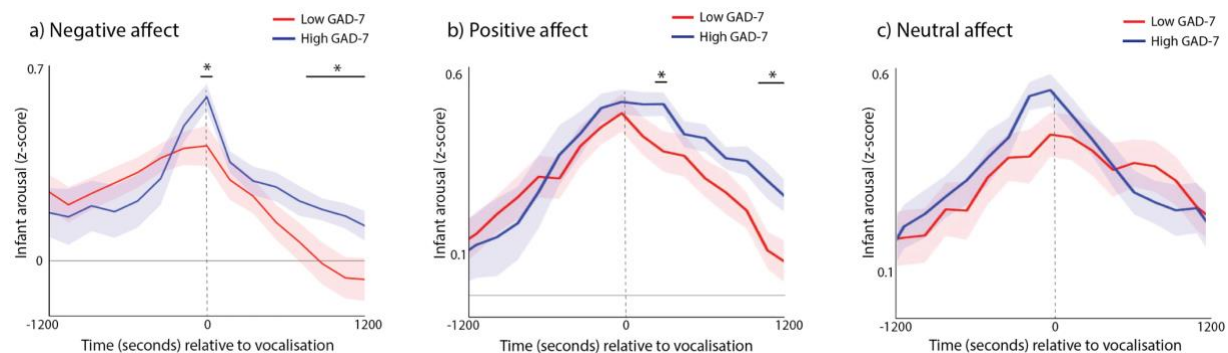 a) Negative affect
Low GAD-7
High GAD-7
0.7
*
*
Infant arousal (z-score)
0
-1200
0
1200
Time (seconds) relative to vocalisation
b) Positive affect
Low GAD-7
High GAD-7
0.6
*
*
Infant arousal (z-score)
0.1
-1200
0
1200
Time (seconds) relative to vocalisation
c) Neutral affect
Low GAD-7
High GAD-7
0.6
Infant arousal (z-score)
0.1
-1200
0
1200
Time (seconds) relative to vocalisation